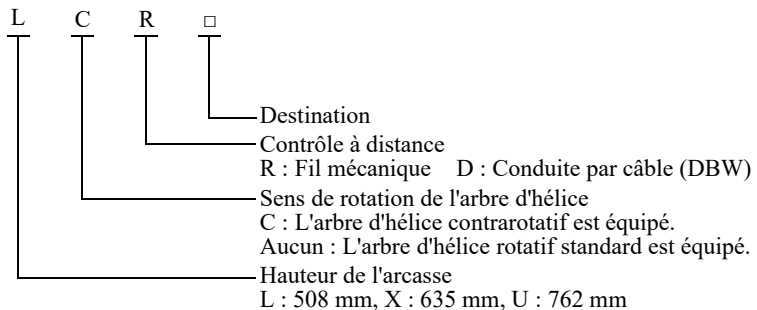 L C R □
Destination
Contrôle à distance
R : Fil mécanique D : Conduite par câble (DBW)
Sens de rotation de l'arbre d'hélice
C : L'arbre d'hélice contrarotatif est équipé.
Aucun : L'arbre d'hélice rotatif standard est équipé.
Hauteur de l'arcasse
L : 508 mm, X : 635 mm, U : 762 mm